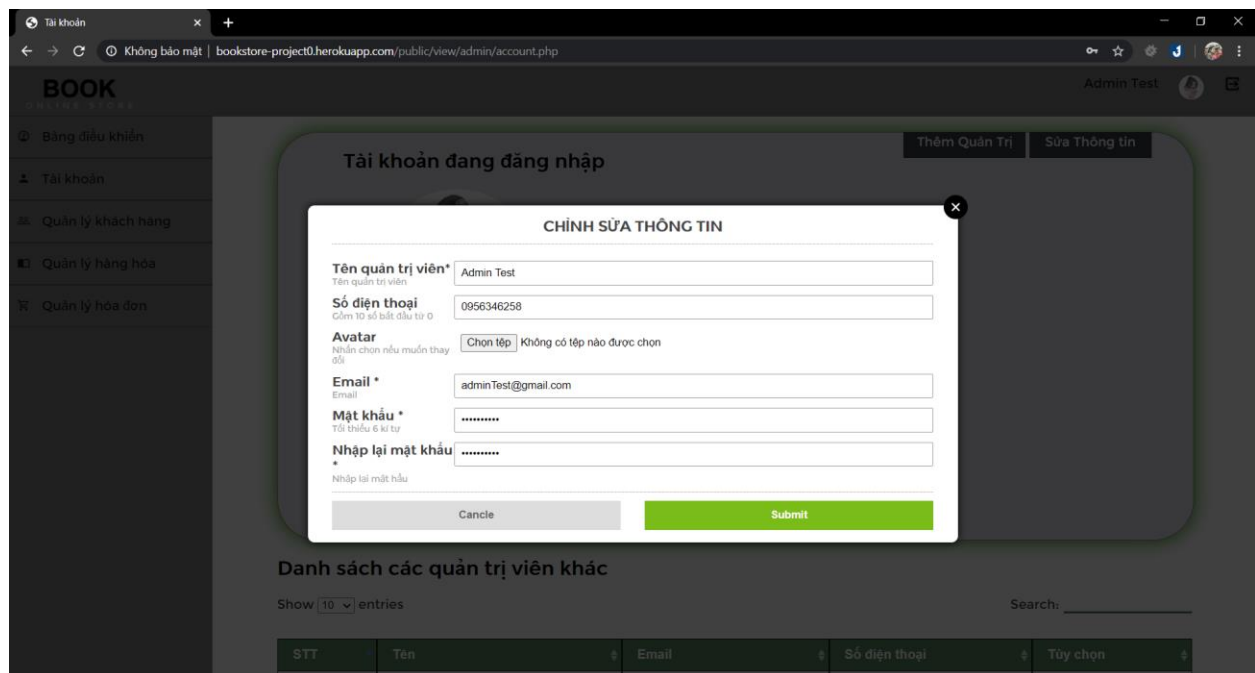 Tài khoản
Không bảo mật | bookstore-project0.herokuapp.com/public/view/admin/account.php
BOOK
ONLINE STORE
Admin Test
Bảng điều khiển
Tài khoản
Quản lý khách hàng
Quản lý hàng hóa
Quản lý hóa đơn
Thêm Quản Trị
Sửa Thông tin
Tài khoản đang đăng nhập
CHỈNH SỬA THÔNG TIN
Tên quản trị viên*
Tên quản trị viên
Admin Test
Số điện thoại
Gồm 10 số bắt đầu từ 0
0956346258
Avatar
Nhấn chọn nếu muốn thay
đổi
Chọn tệp Không có tệp nào được chọn
Email *
Email
adminTest@gmail.com
Mật khẩu *
Tối thiểu 6 kí tự
••••••••••
Nhập lại mật khẩu
*
Nhập lại mật hẩu
••••••••••
Cancle
Submit
Danh sách các quản trị viên khác
Show 10 entries
Search:
STT Tên Email Số điện thoại Tùy chọn